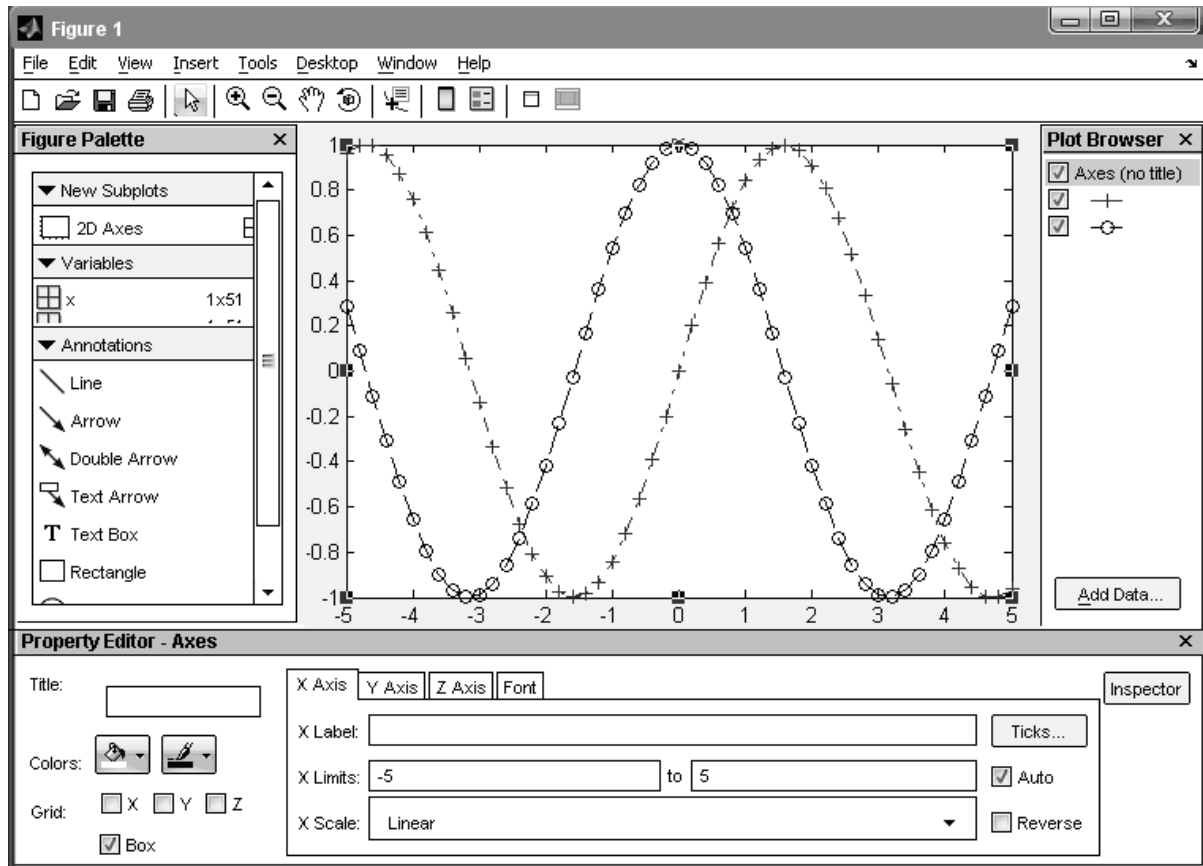 Figure 1
File Edit View Insert Tools Desktop Window Help
Figure Palette
New Subplots
2D Axes
Variables
x 1x51
Annotations
Line
Arrow
Double Arrow
Text Arrow
T Text Box
Rectangle
1
0.8
0.6
0.4
0.2
0
-0.2
-0.4
-0.6
-0.8
-1
-5 -4 -3 -2 -1 0 1 2 3 4 5
Plot Browser
Axes (no title)
Add Data...
Property Editor - Axes
Title:
Colors:
Grid: X Y Z
Box
X Axis Y Axis Z Axis Font
X Label:
Ticks...
X Limits: -5 to 5
Auto
X Scale: Linear
Reverse
Inspector